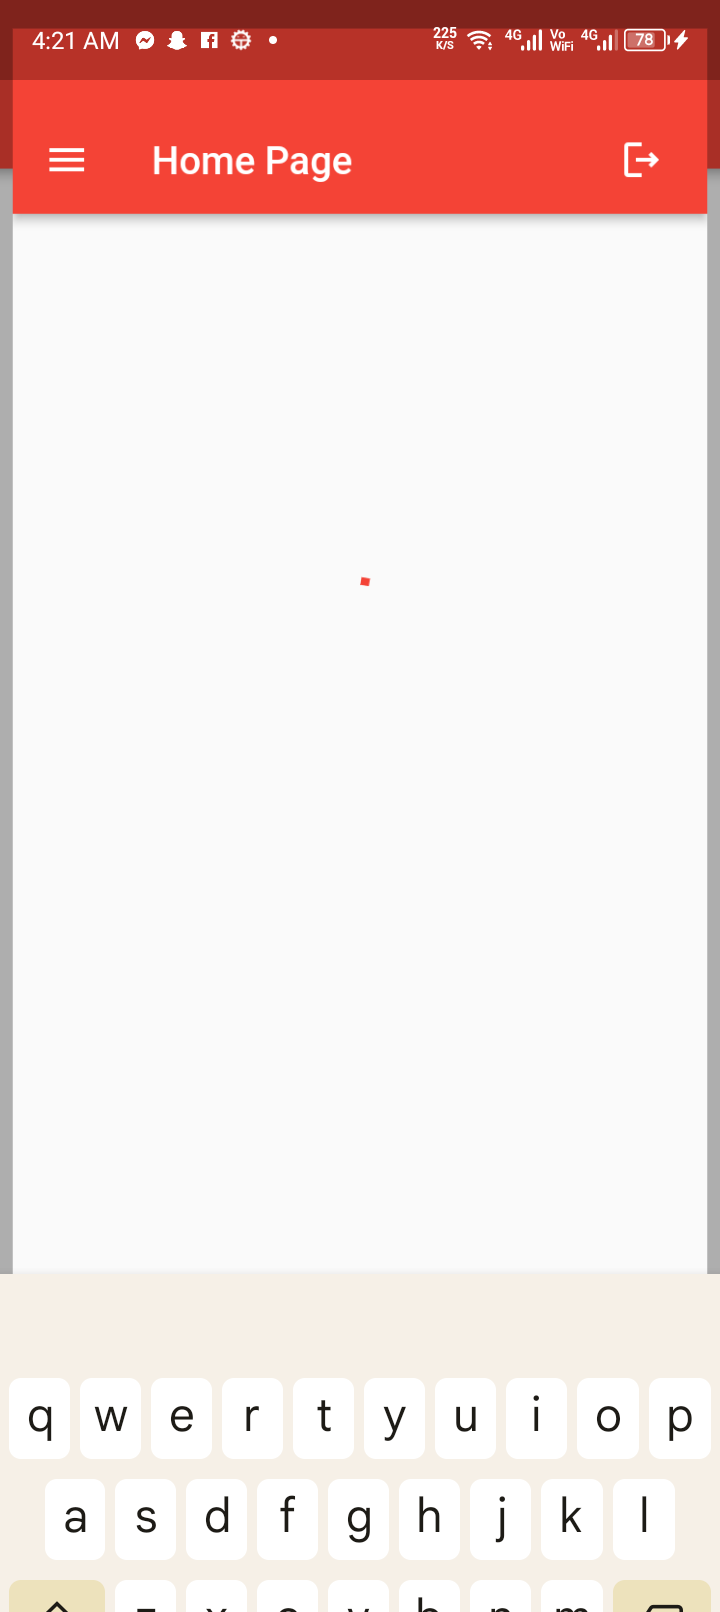 4:21 AM 225 K/S 4G Vo WiFi 4G 78
Home Page
q w e r t y u i o p
a s d f g h j k l
z x c v b n m